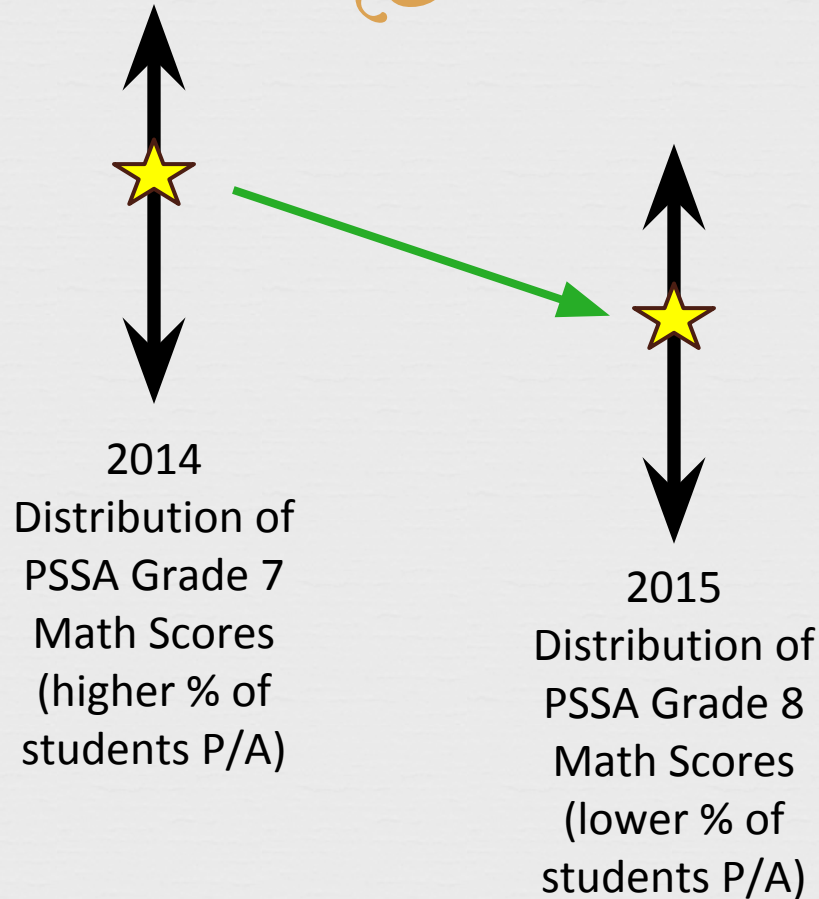 2014
Distribution of
PSSA Grade 7
Math Scores
(higher % of
students P/A)
2015
Distribution of
PSSA Grade 8
Math Scores
(lower % of
students P/A)